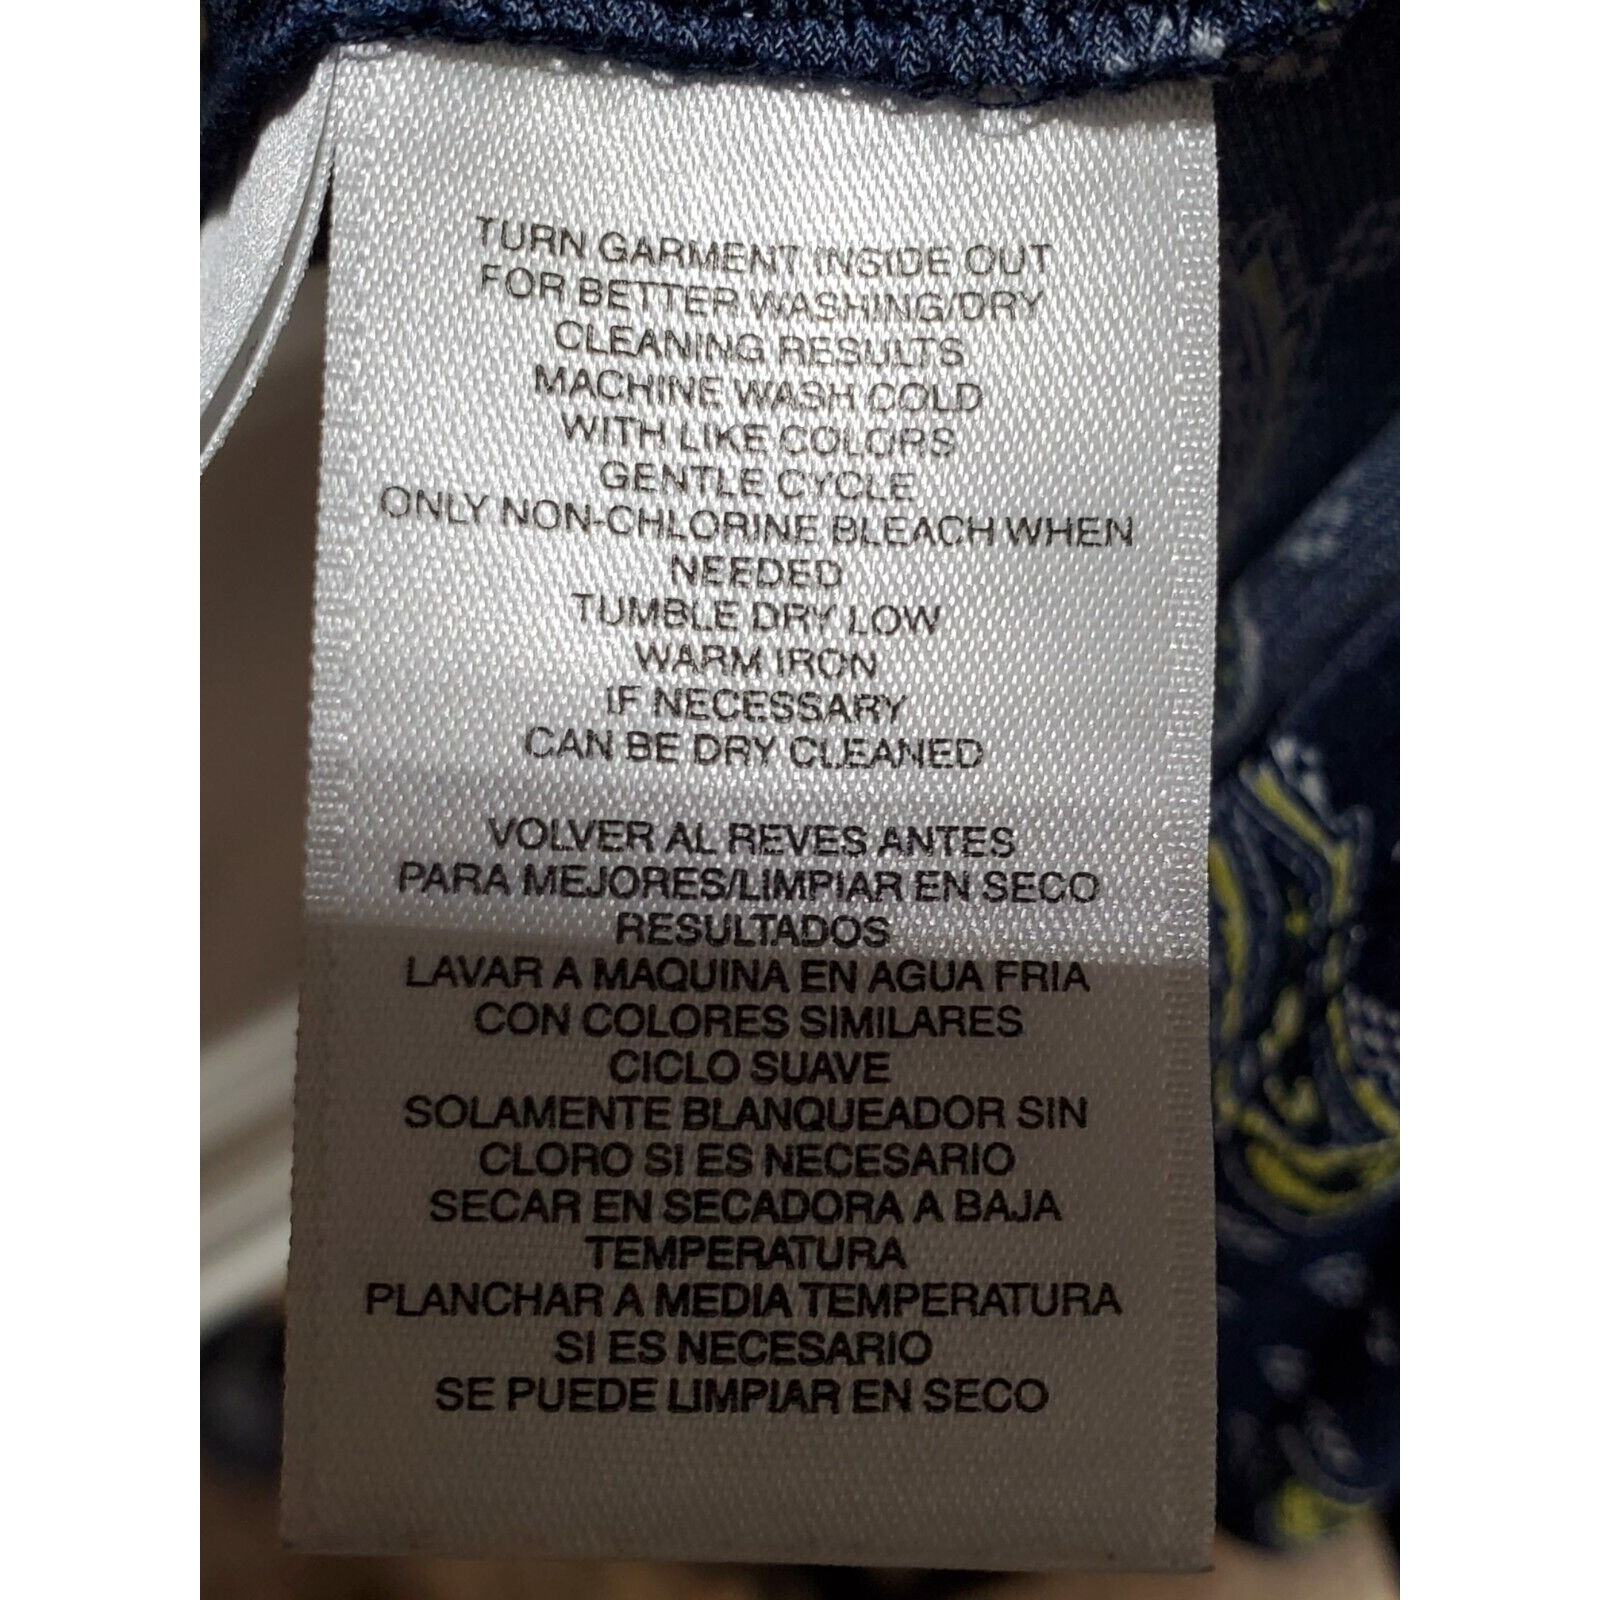 TURN GARMENT INSIDE OUT
FOR BETTER WASHING/DRY
CLEANING RESULTS
MACHINE WASH COLD
WITH LIKE COLORS
GENTLE CYCLE
ONLY NON-CHLORINE BLEACH WHEN
NEEDED
TUMBLE DRY LOW
WARM IRON
IF NECESSARY
CAN BE DRY CLEANED
VOLVER AL REVES ANTES
PARA MEJORES/LIMPIAR EN SECO
RESULTADOS
LAVAR A MAQUINA EN AGUA FRIA
CON COLORES SIMILARES
CICLO SUAVE
SOLAMENTE BLANQUEADOR SIN
CLORO SI ES NECESARIO
SECAR EN SECADORA A BAJA
TEMPERATURA
PLANCHAR A MEDIA TEMPERATURA
SI ES NECESARIO
SE PUEDE LIMPIAR EN SECO